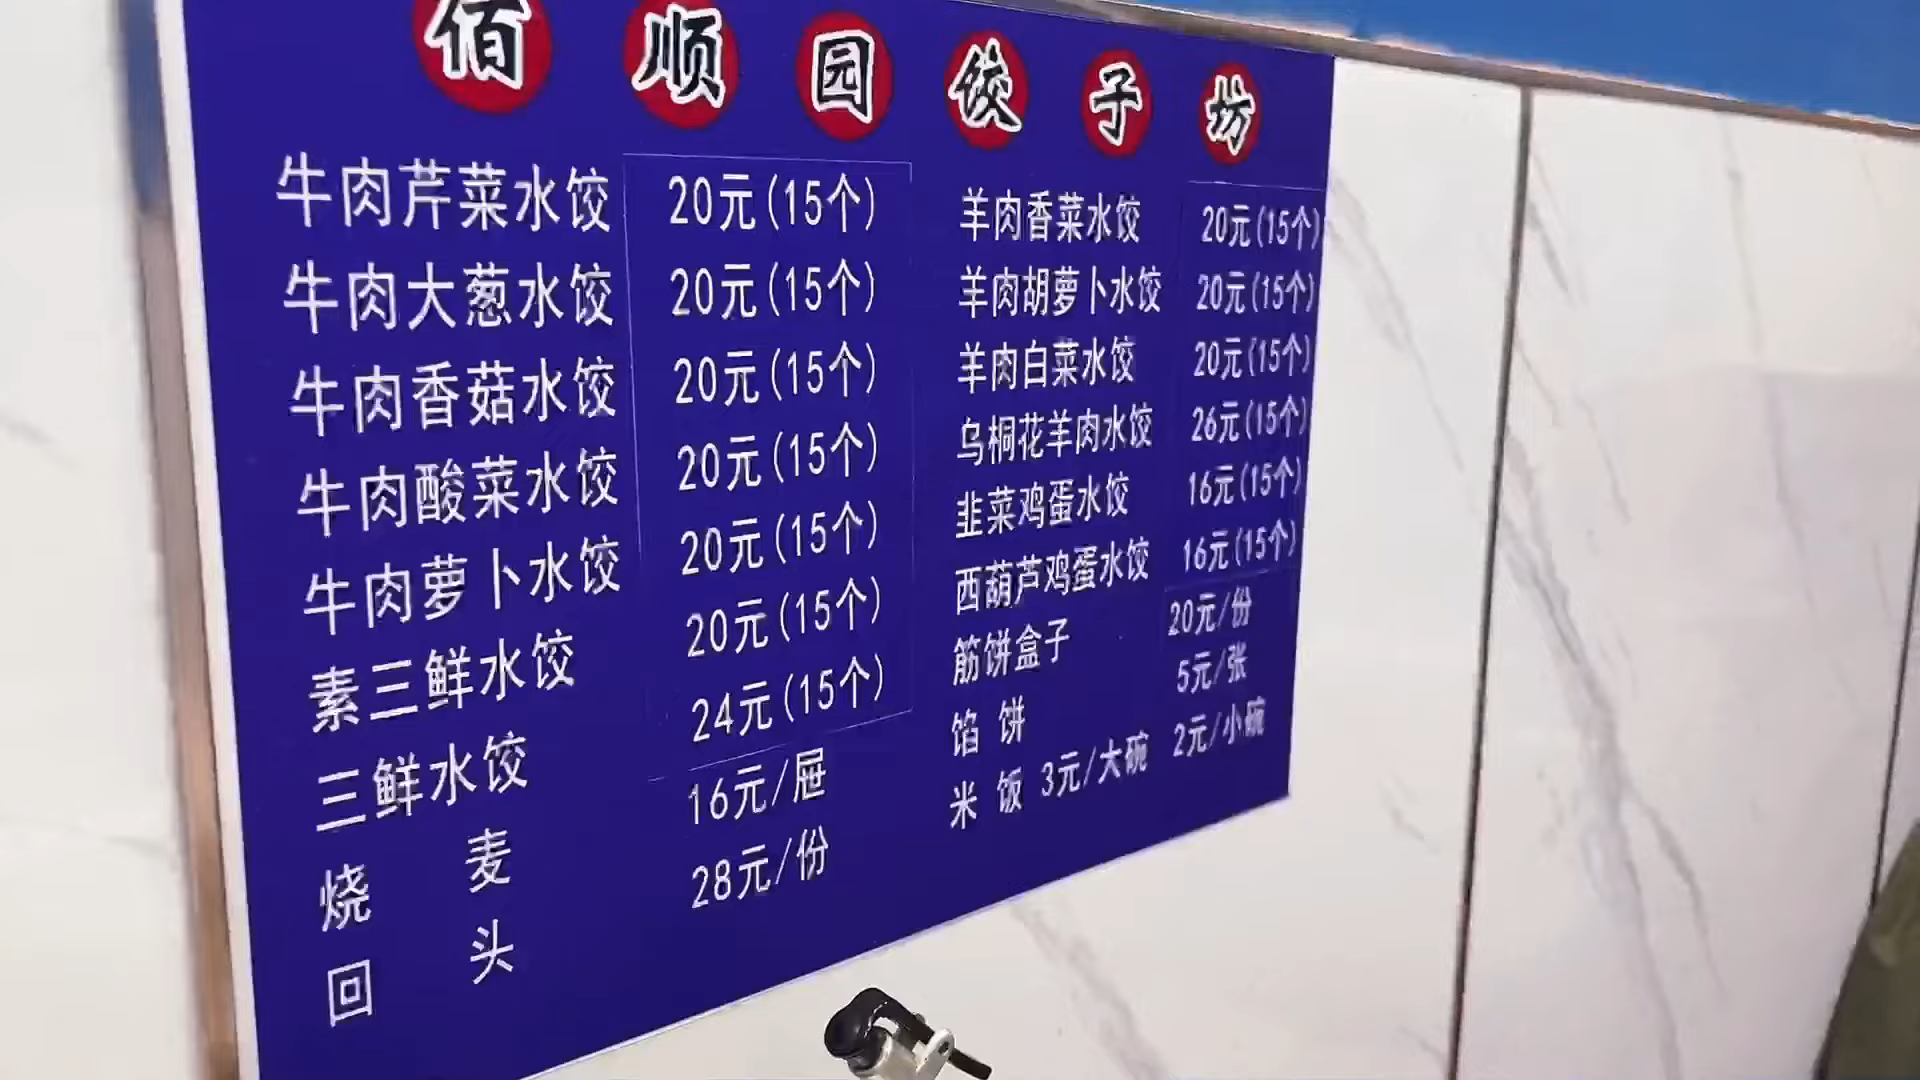 佰顺园饺子坊
牛肉芹菜水饺 20元(15个)
牛肉大葱水饺 20元(15个)
牛肉香菇水饺 20元(15个)
牛肉酸菜水饺 20元(15个)
牛肉萝卜水饺 20元(15个)
素三鲜水饺 20元(15个)
三鲜水饺 24元(15个)
烧麦 16元/屉
回头 28元/份
羊肉香菜水饺 20元(15个)
羊肉胡萝卜水饺 20元(15个)
羊肉白菜水饺 20元(15个)
乌桐花羊肉水饺 26元(15个)
韭菜鸡蛋水饺 16元(15个)
西葫芦鸡蛋水饺 16元(15个)
筋饼盒子 20元/份
馅饼 5元/张
米饭 3元/大碗 2元/小碗